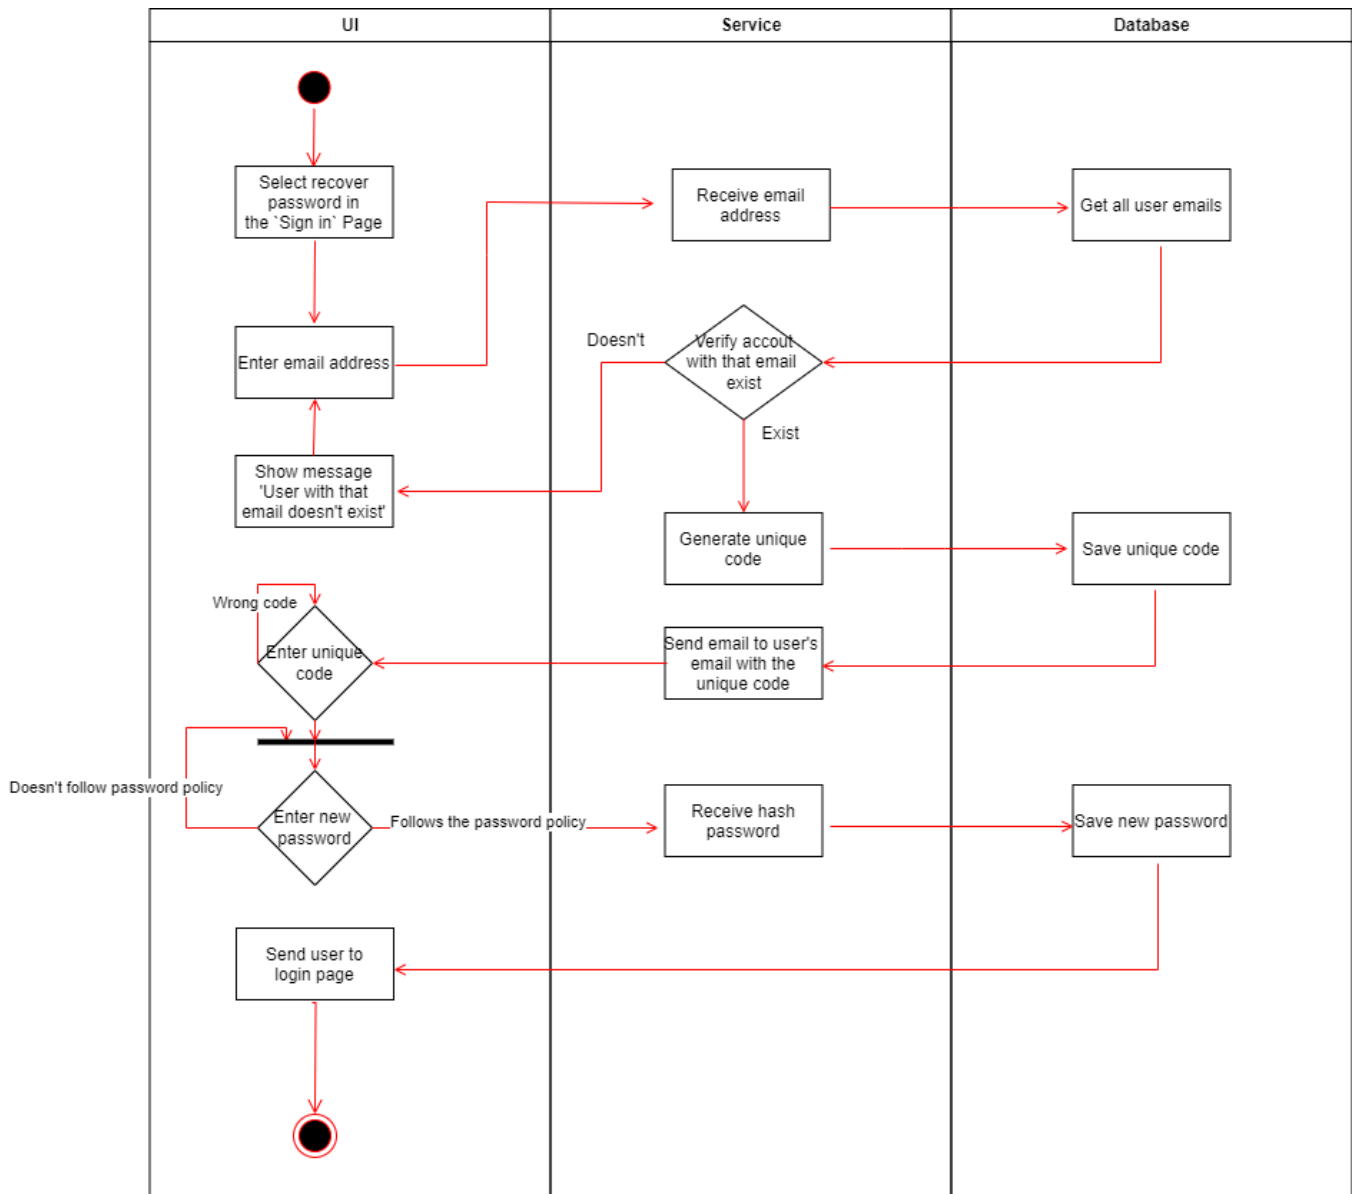 UI
Service
Database
Select recover
password in
the `Sign in` Page
Receive email
address
Get all user emails
Enter email address
Doesn't
Verify accout
with that email
exist
Exist
Show message
'User with that
email doesn't exist'
Generate unique
code
Save unique code
Wrong code
Enter unique
code
Send email to user's
email with the
unique code
Doesn't follow password policy
Enter new
password
Follows the password policy
Receive hash
password
Save new password
Send user to
login page